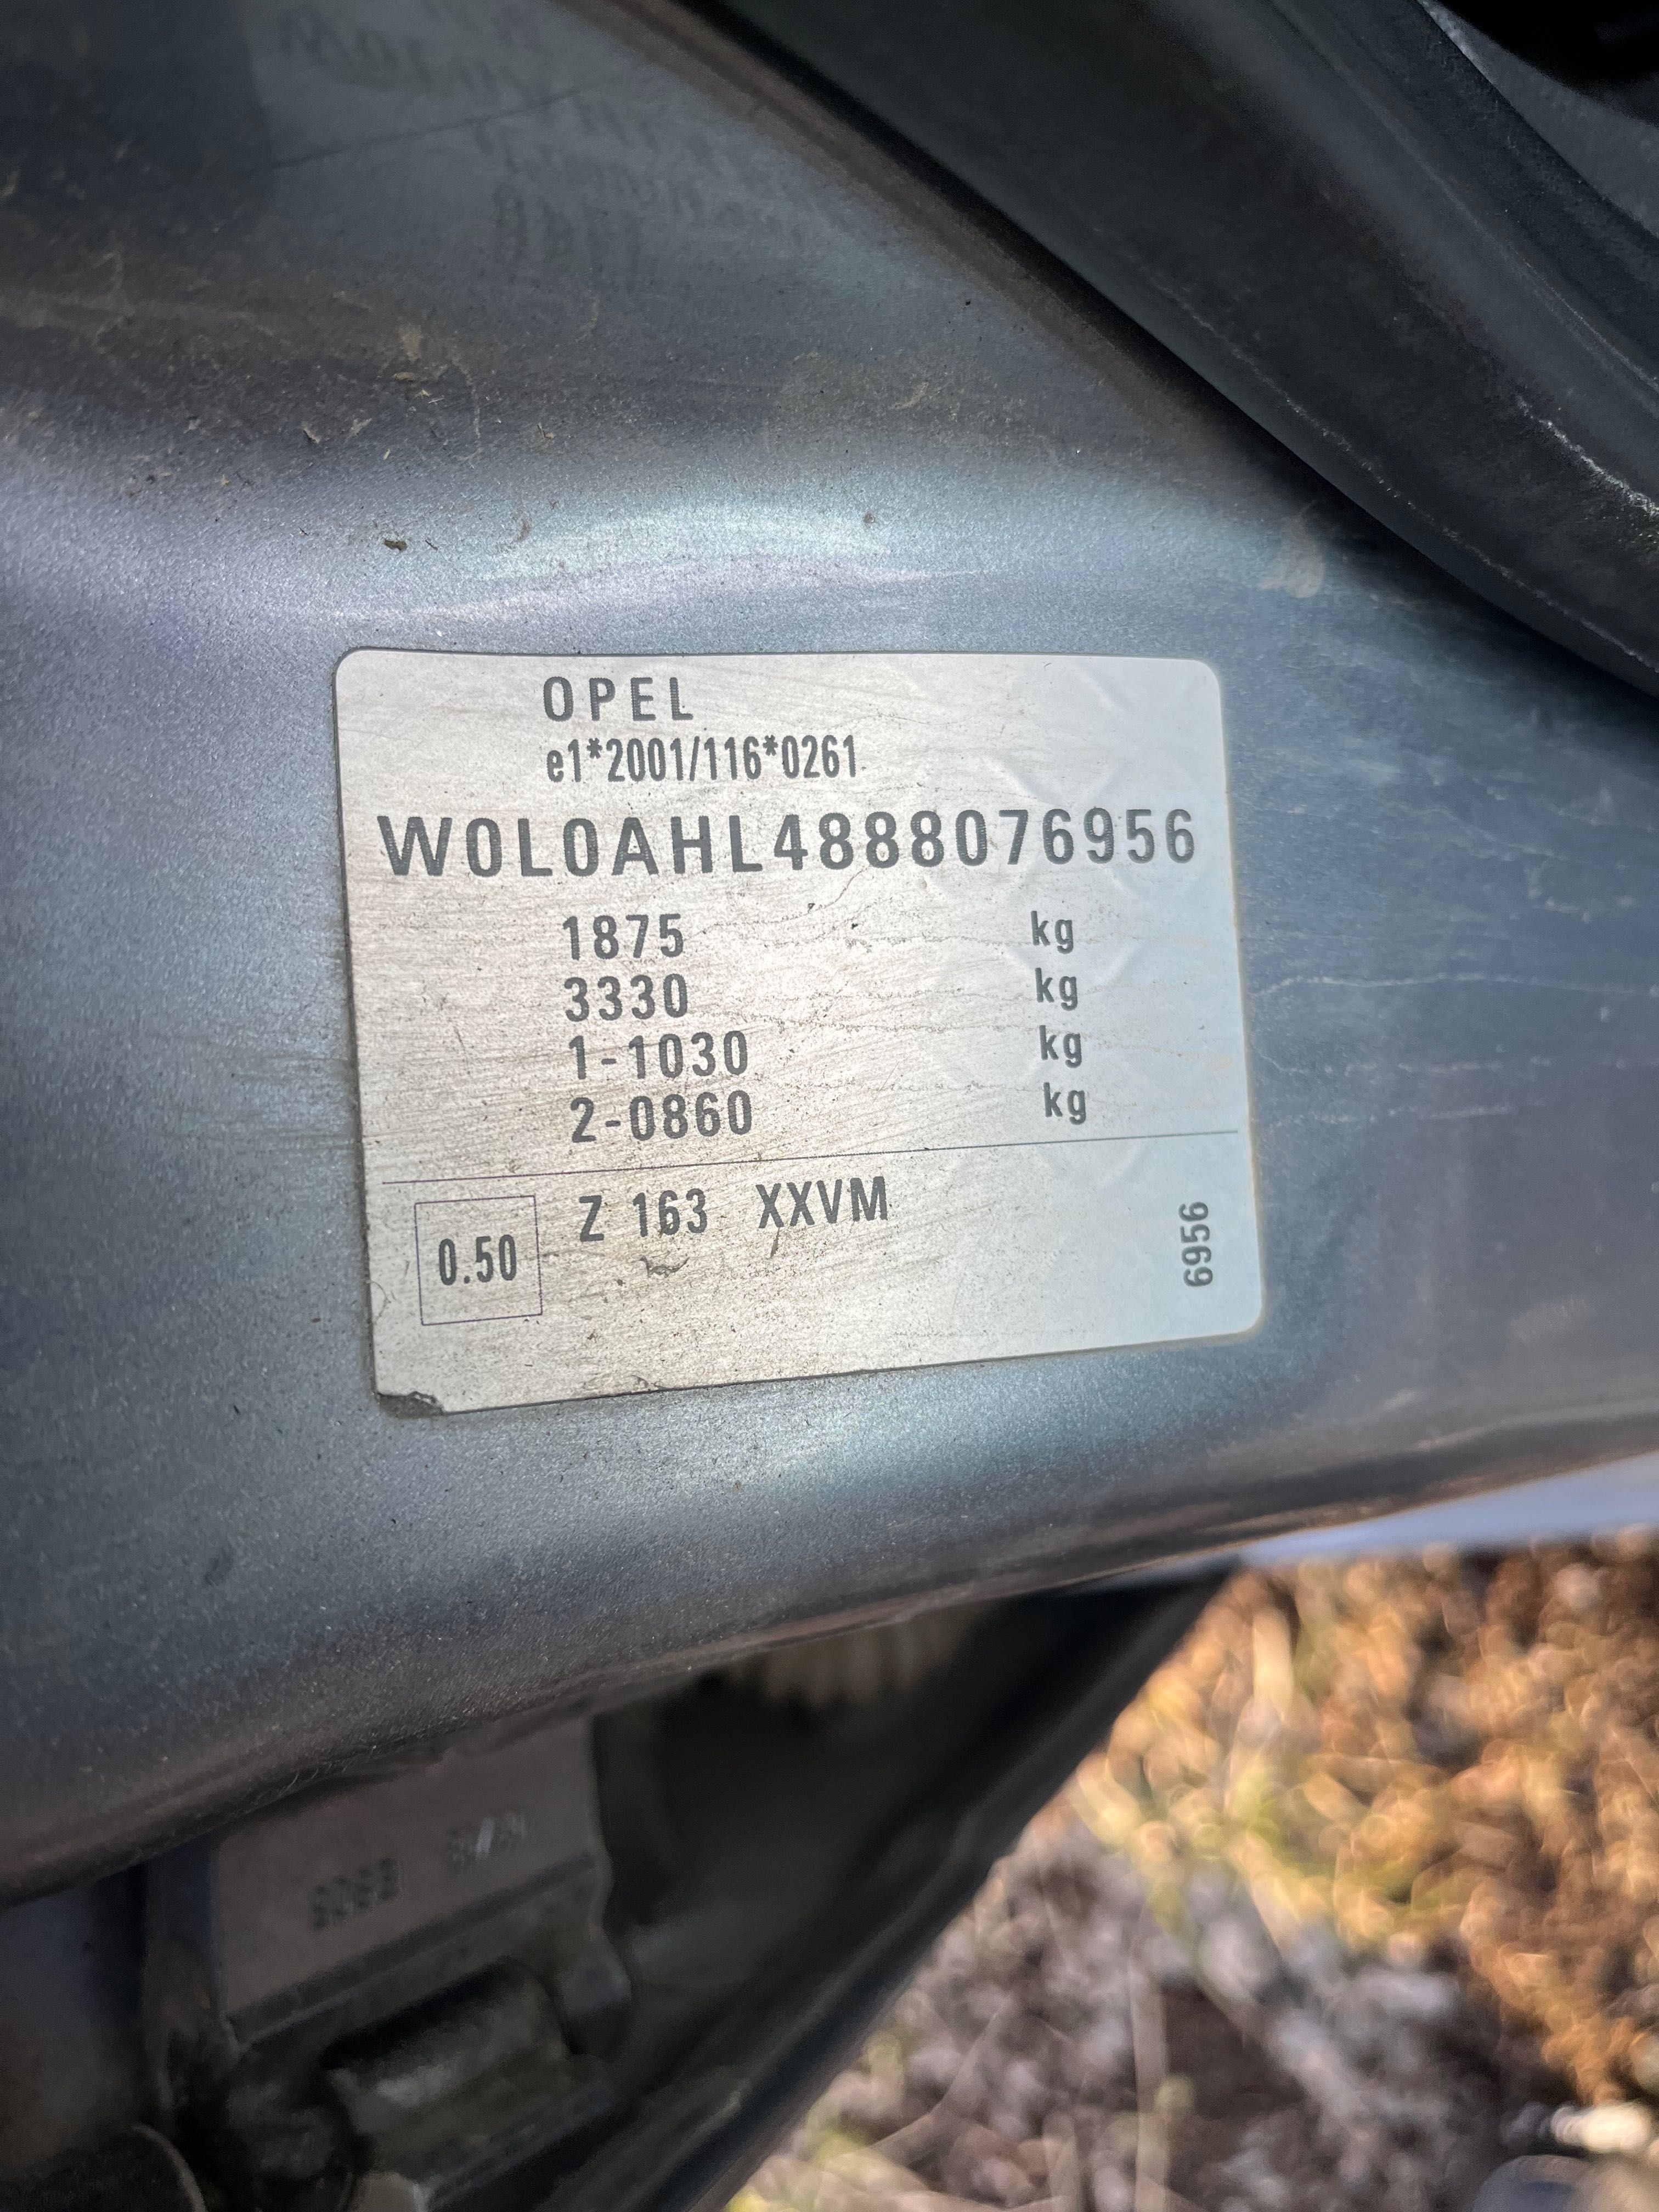 OPEL
e1*2001/116*0261
W0L0AHL4888076956
1875 kg
3330 kg
1-1030 kg
2-0860 kg
0.50 Z 163 XXVM
6956